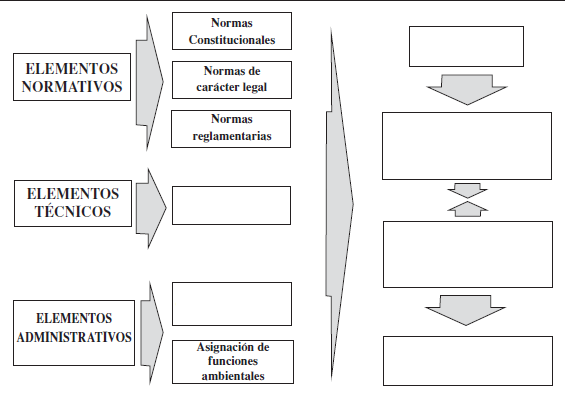 ELEMENTOS
NORMATIVOS
Normas
Constitucionales
Normas de
carácter legal
Normas
reglamentarias
ELEMENTOS
TÉCNICOS
ELEMENTOS
ADMINISTRATIVOS
Asignación de
funciones
ambientales